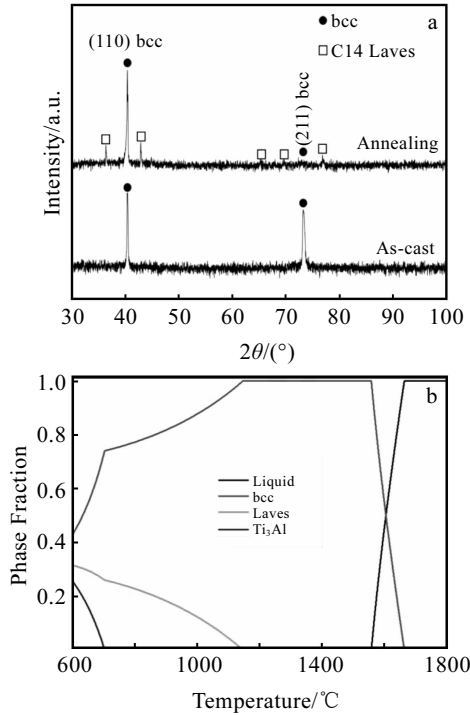 a
● bcc
□ C14 Laves
(110) bcc
(211) bcc
Annealing
As-cast
Intensity/a.u.
30 40 50 60 70 80 90 100
2θ/(°)
b
1.0
0.8
0.6
0.4
0.2
Phase Fraction
Liquid
bcc
Laves
Ti₃Al
600 1000 1400 1800
Temperature/℃